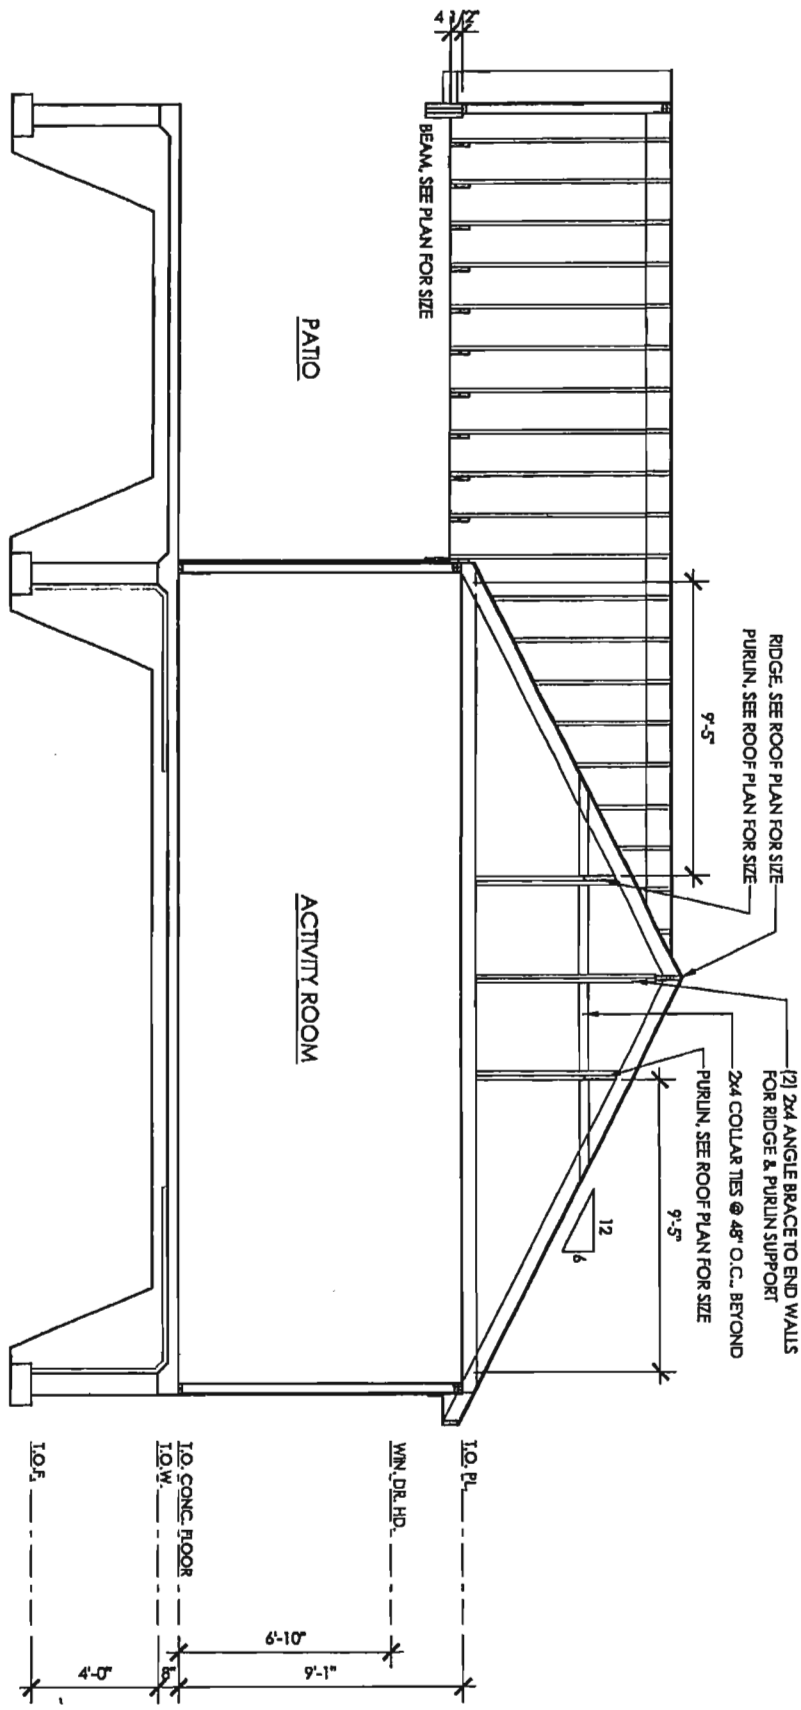 RIDGE, SEE ROOF PLAN FOR SIZE
PURLIN, SEE ROOF PLAN FOR SIZE
(2) 2x4 ANGLE BRACE TO END WALLS
FOR RIDGE & PURLIN SUPPORT
2x4 COLLAR TIES @ 48" O.C., BEYOND
PURLIN, SEE ROOF PLAN FOR SIZE
9'-5"
9'-5"
12
6
BEAM, SEE PLAN FOR SIZE
PATIO
ACTIVITY ROOM
T.O. PL.
WIN. DR. HD.
T.O. CONC. FLOOR
T.O.W.
T.O.F.
6'-10"
9'-1"
8"
4'-0"